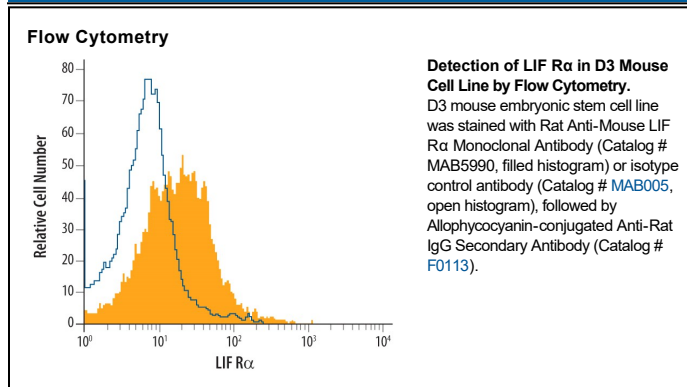 Flow Cytometry
80
70
60
50
40
30
20
10
0
Relative Cell Number
10⁰ 10¹ 10² 10³ 10⁴
LIF Rα
Detection of LIF Rα in D3 Mouse
Cell Line by Flow Cytometry.
D3 mouse embryonic stem cell line
was stained with Rat Anti-Mouse LIF
Rα Monoclonal Antibody (Catalog #
MAB5990, filled histogram) or isotype
control antibody (Catalog # MAB005,
open histogram), followed by
Allophycocyanin-conjugated Anti-Rat
IgG Secondary Antibody (Catalog #
F0113).